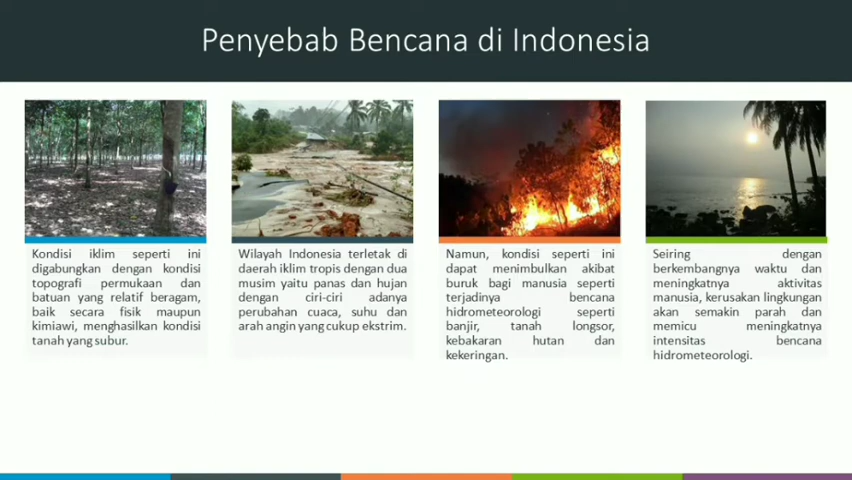 Penyebab Bencana di Indonesia
Kondisi iklim seperti ini
digabungkan dengan kondisi
topografi permukaan dan
batuan yang relatif beragam,
baik secara fisik maupun
kimiawi, menghasilkan kondisi
tanah yang subur.
Wilayah Indonesia terletak di
daerah iklim tropis dengan dua
musim yaitu panas dan hujan
dengan ciri-ciri adanya
perubahan cuaca, suhu dan
arah angin yang cukup ekstrim.
Namun, kondisi seperti ini
dapat menimbulkan akibat
buruk bagi manusia seperti
terjadinya bencana
hidrometeorologi seperti
banjir, tanah longsor,
kebakaran hutan dan
kekeringan.
Seiring dengan
berkembangnya waktu dan
meningkatnya aktivitas
manusia, kerusakan lingkungan
akan semakin parah dan
memicu meningkatnya
intensitas bencana
hidrometeorologi.